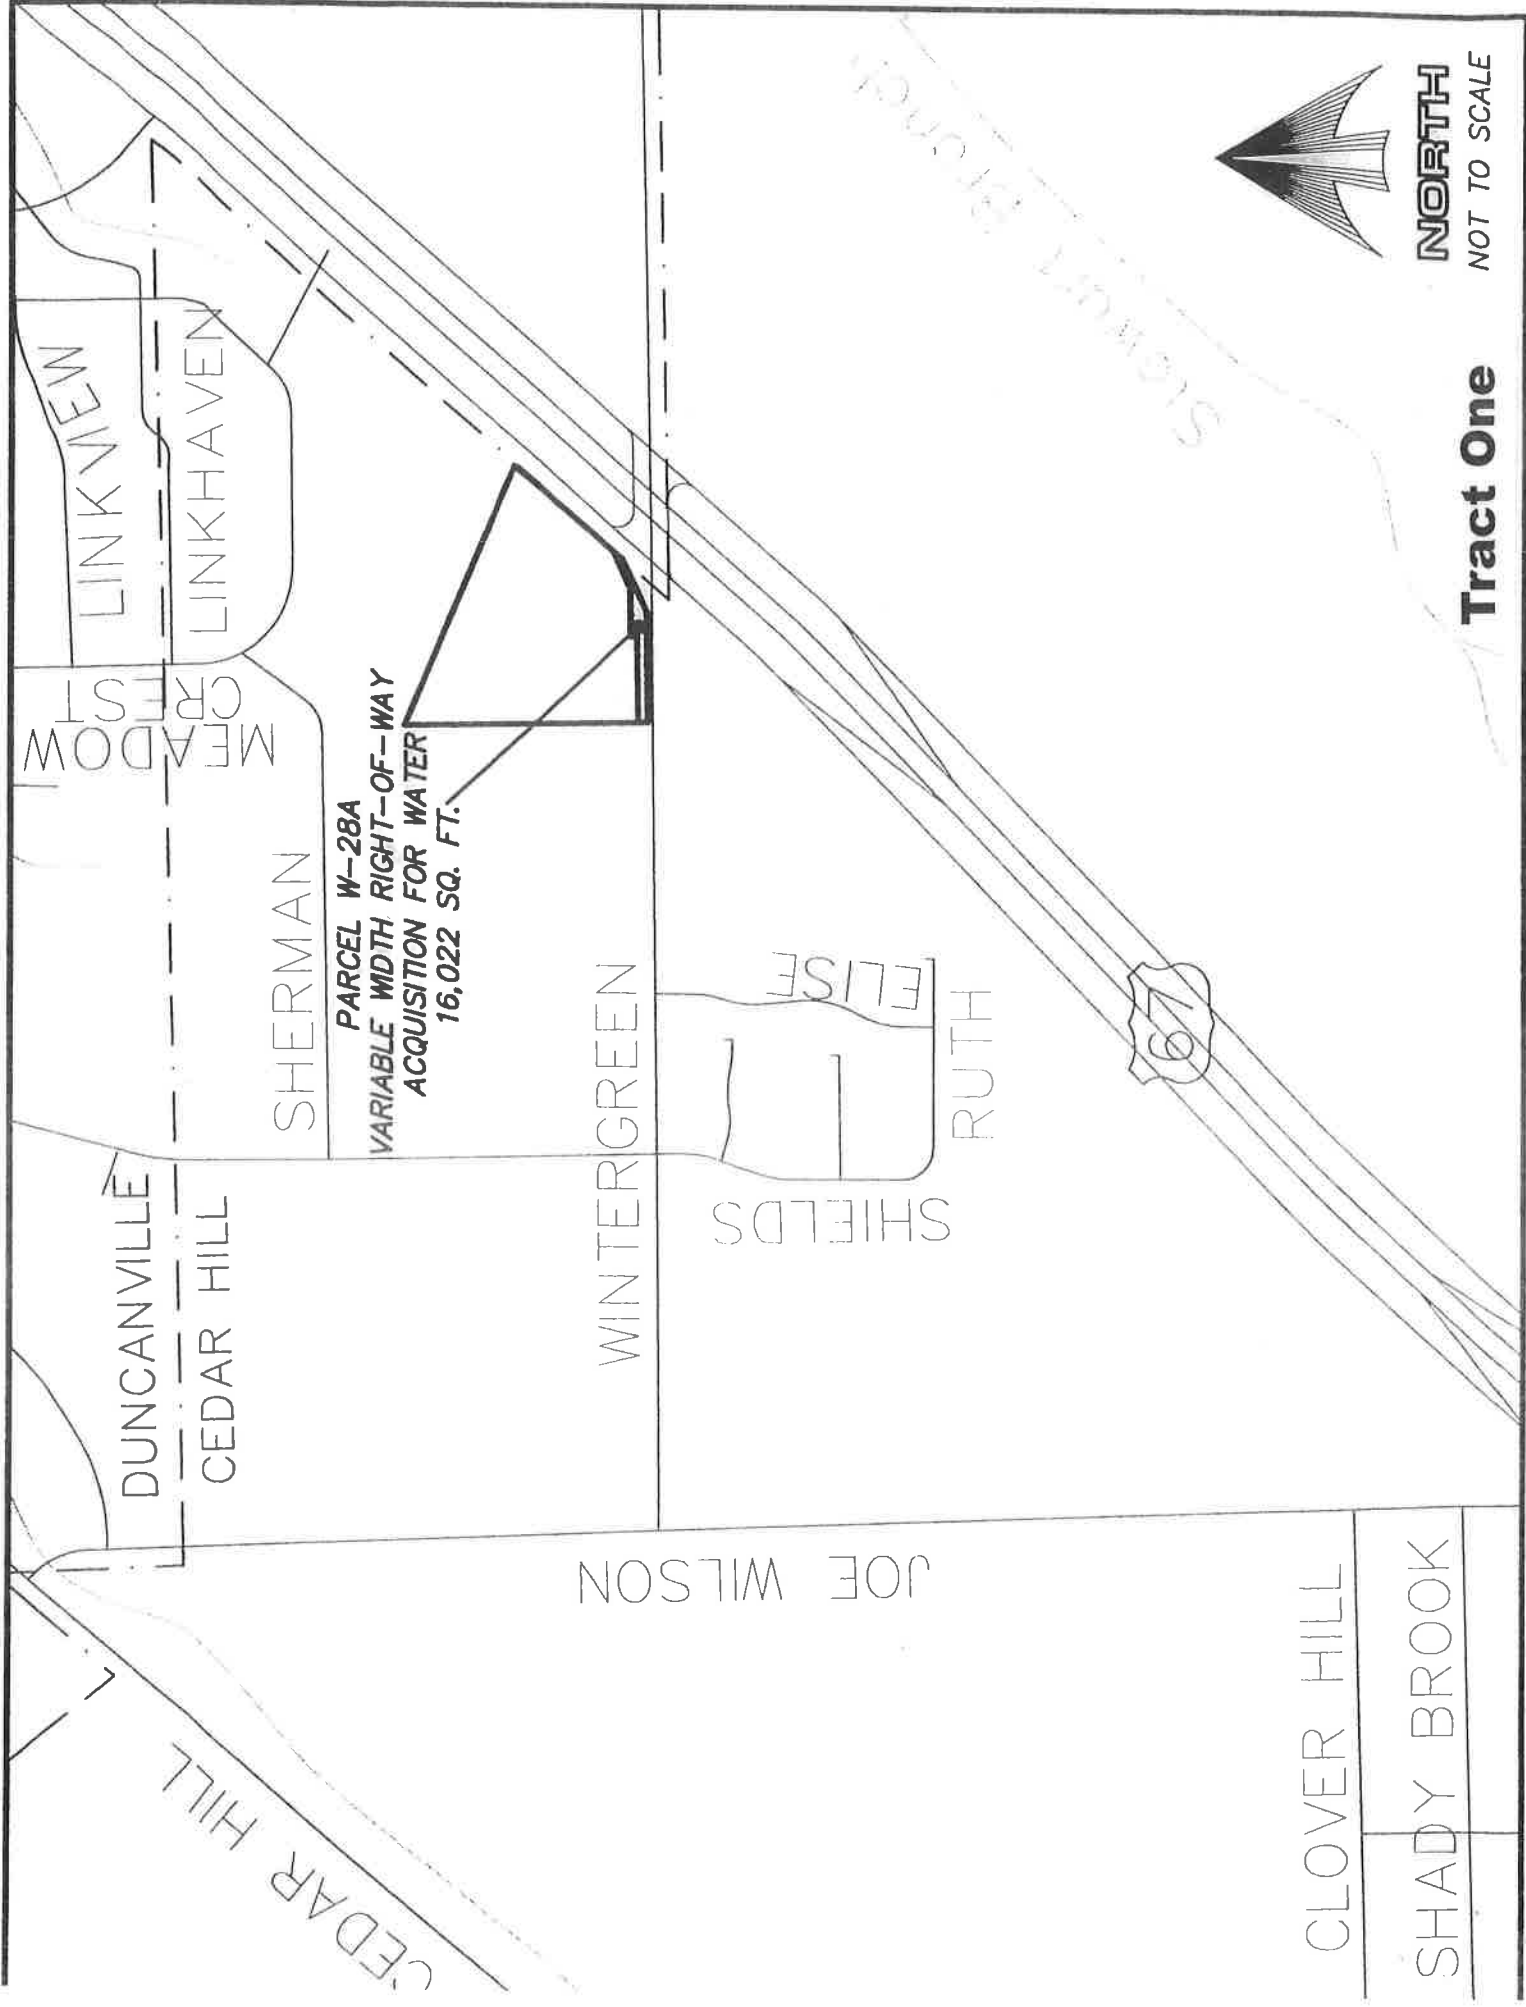 LINKVIEW
MEADOW
CREST
DUNCANVILLE
LINKHAVEN
CEDAR HILL
CEDAR HILL
SHERMAN
PARCEL W-28A
VARIABLE WIDTH RIGHT-OF-WAY
ACQUISITION FOR WATER
16,022 SQ. FT.
WINTERGREEN
JOE WILSON
SHIELDS
ELISE
RUTH
Stewart Branch
67
CLOVER HILL
SHADY BROOK
Tract One
NORTH
NOT TO SCALE